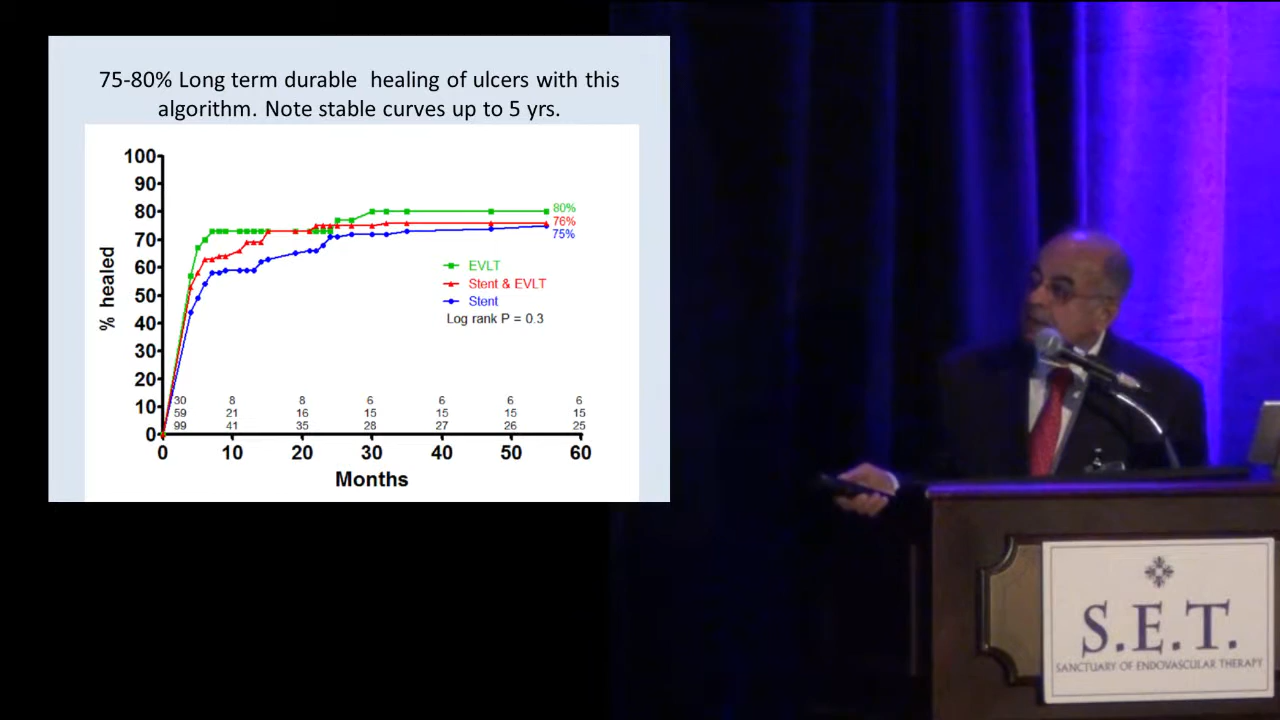 75-80% Long term durable healing of ulcers with this
algorithm. Note stable curves up to 5 yrs.
100
90
80
70
60
50
40
30
20
10
0
% healed
80%
76%
75%
EVLT
Stent & EVLT
Stent
Log rank P = 0.3
30 8 8 6 6 6 6
59 21 16 15 15 15 15
99 41 35 28 27 26 25
0 10 20 30 40 50 60
Months
S.E.T.
SANCTUARY OF ENDOVASCULAR THERAPY